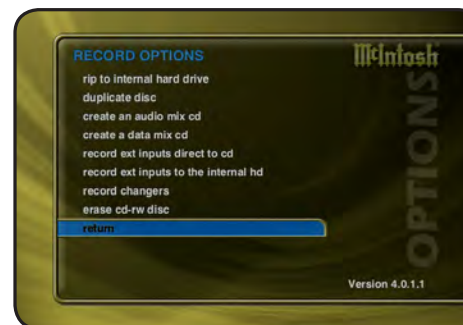 RECORD OPTIONS
McIntosh
rip to internal hard drive
duplicate disc
create an audio mix cd
create a data mix cd
record ext inputs direct to cd
record ext inputs to the internal hd
record changers
erase cd-rw disc
return
OPTIONS
Version 4.0.1.1